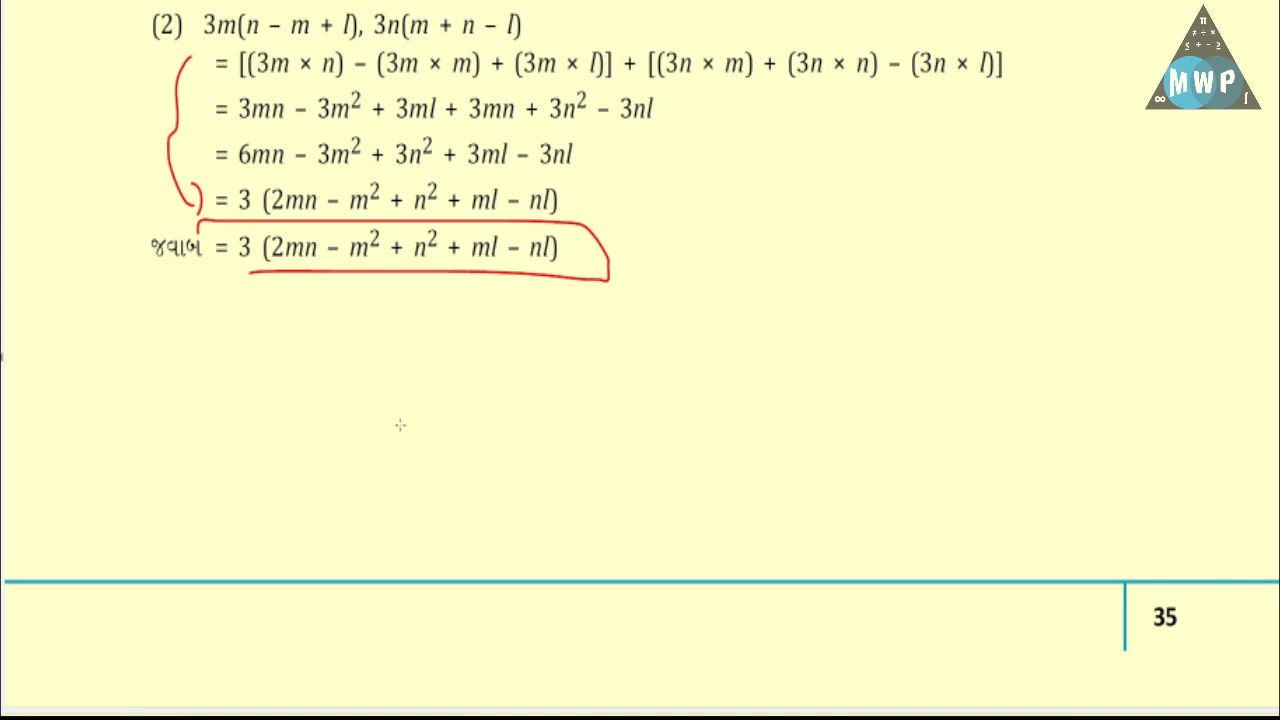 (2) 3m(n – m + l), 3n(m + n – l)
= [(3m × n) – (3m × m) + (3m × l)] + [(3n × m) + (3n × n) – (3n × l)]
= 3mn – 3m² + 3ml + 3mn + 3n² – 3nl
= 6mn – 3m² + 3n² + 3ml – 3nl
= 3 (2mn – m² + n² + ml – nl)
જવાબ = 3 (2mn – m² + n² + ml – nl)
π
≠ ÷ ×
≤ + - 2
MWP
∞ ∫
35